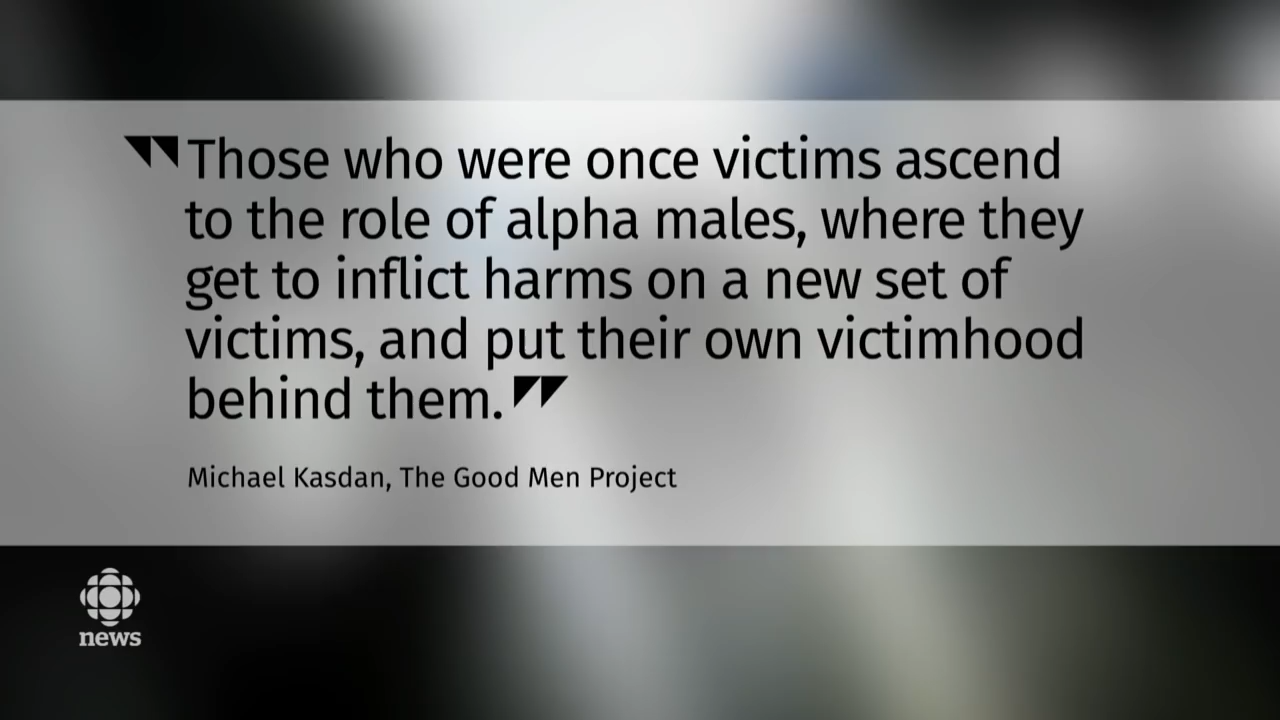 "Those who were once victims ascend
to the role of alpha males, where they
get to inflict harms on a new set of
victims, and put their own victimhood
behind them."
Michael Kasdan, The Good Men Project
news